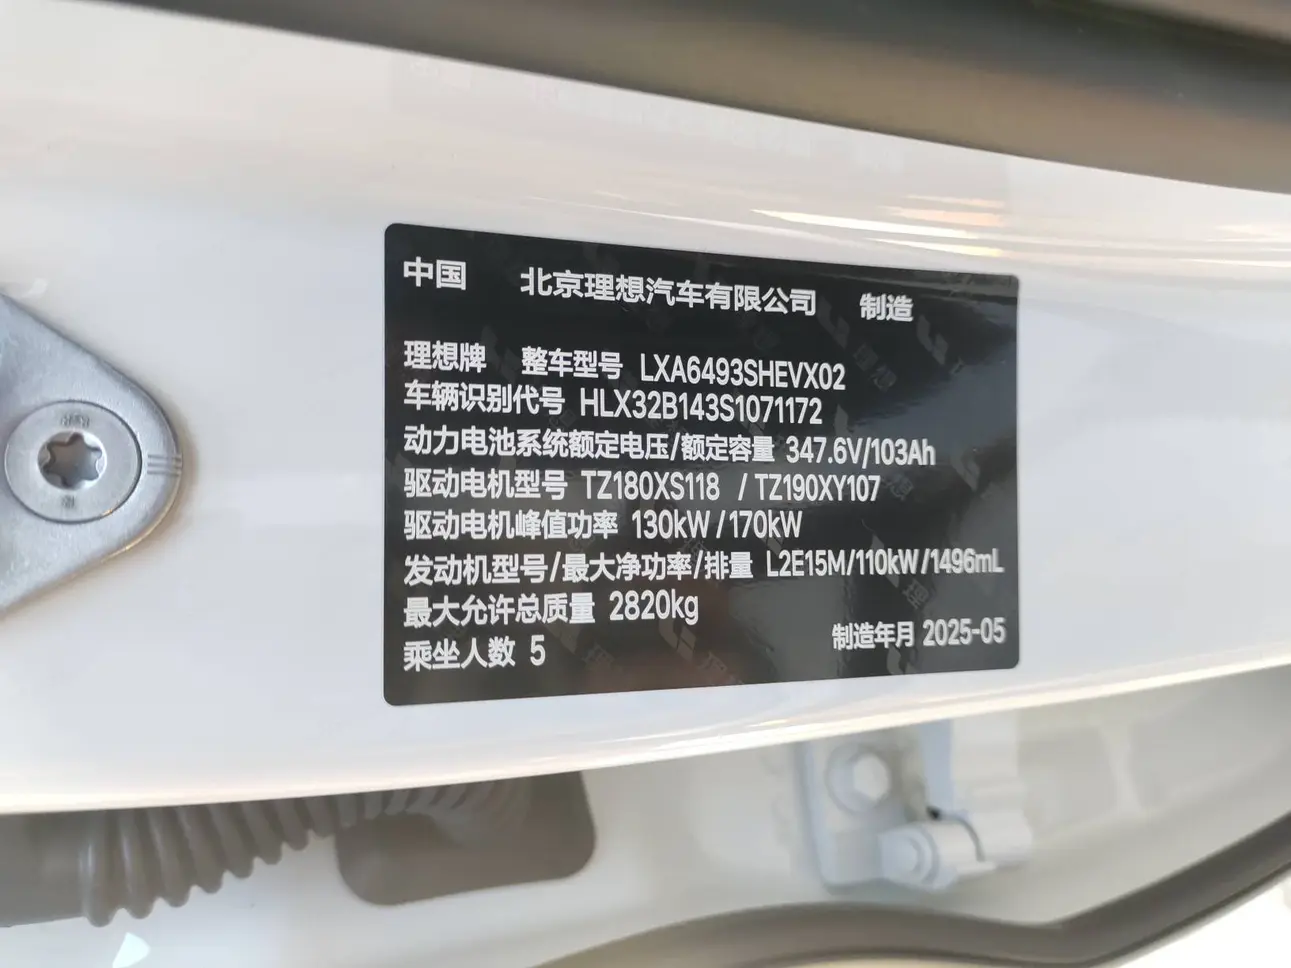 中国 北京理想汽车有限公司 制造
理想牌 整车型号 LXA6493SHEVX02
车辆识别代号 HLX32B143S1071172
动力电池系统额定电压/额定容量 347.6V/103Ah
驱动电机型号 TZ180XS118 / TZ190XY107
驱动电机峰值功率 130kW/170kW
发动机型号/最大净功率/排量 L2E15M/110kW/1496mL
最大允许总质量 2820kg
乘坐人数 5 制造年月 2025-05